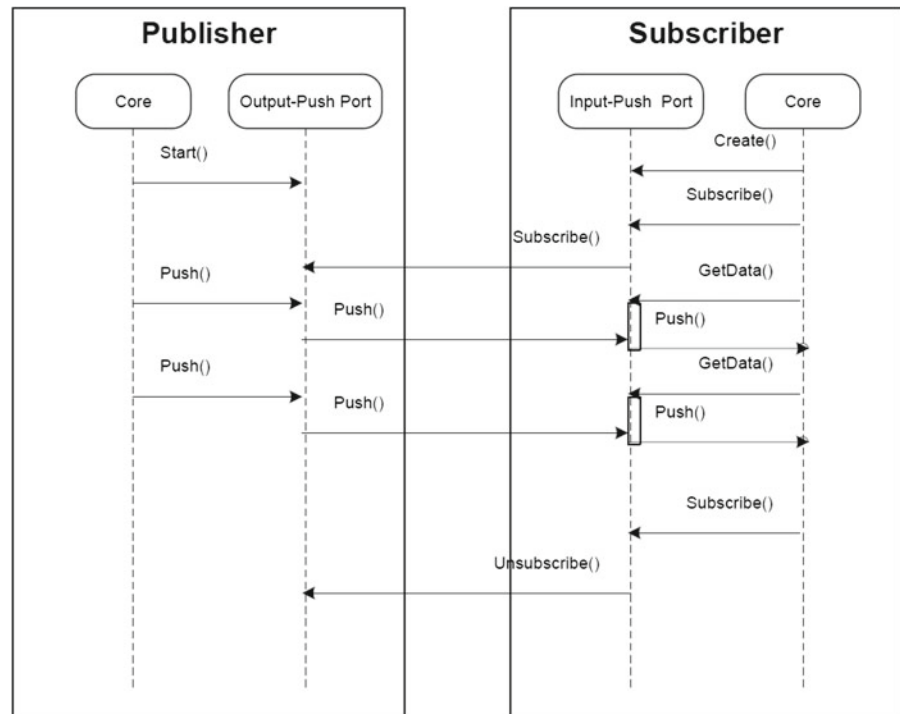 Publisher
Subscriber
Core
Output-Push Port
Input-Push Port
Core
Create()
Start()
Subscribe()
Subscribe()
Push()
GetData()
Push()
Push()
Push()
GetData()
Push()
Push()
Subscribe()
Unsubscribe()